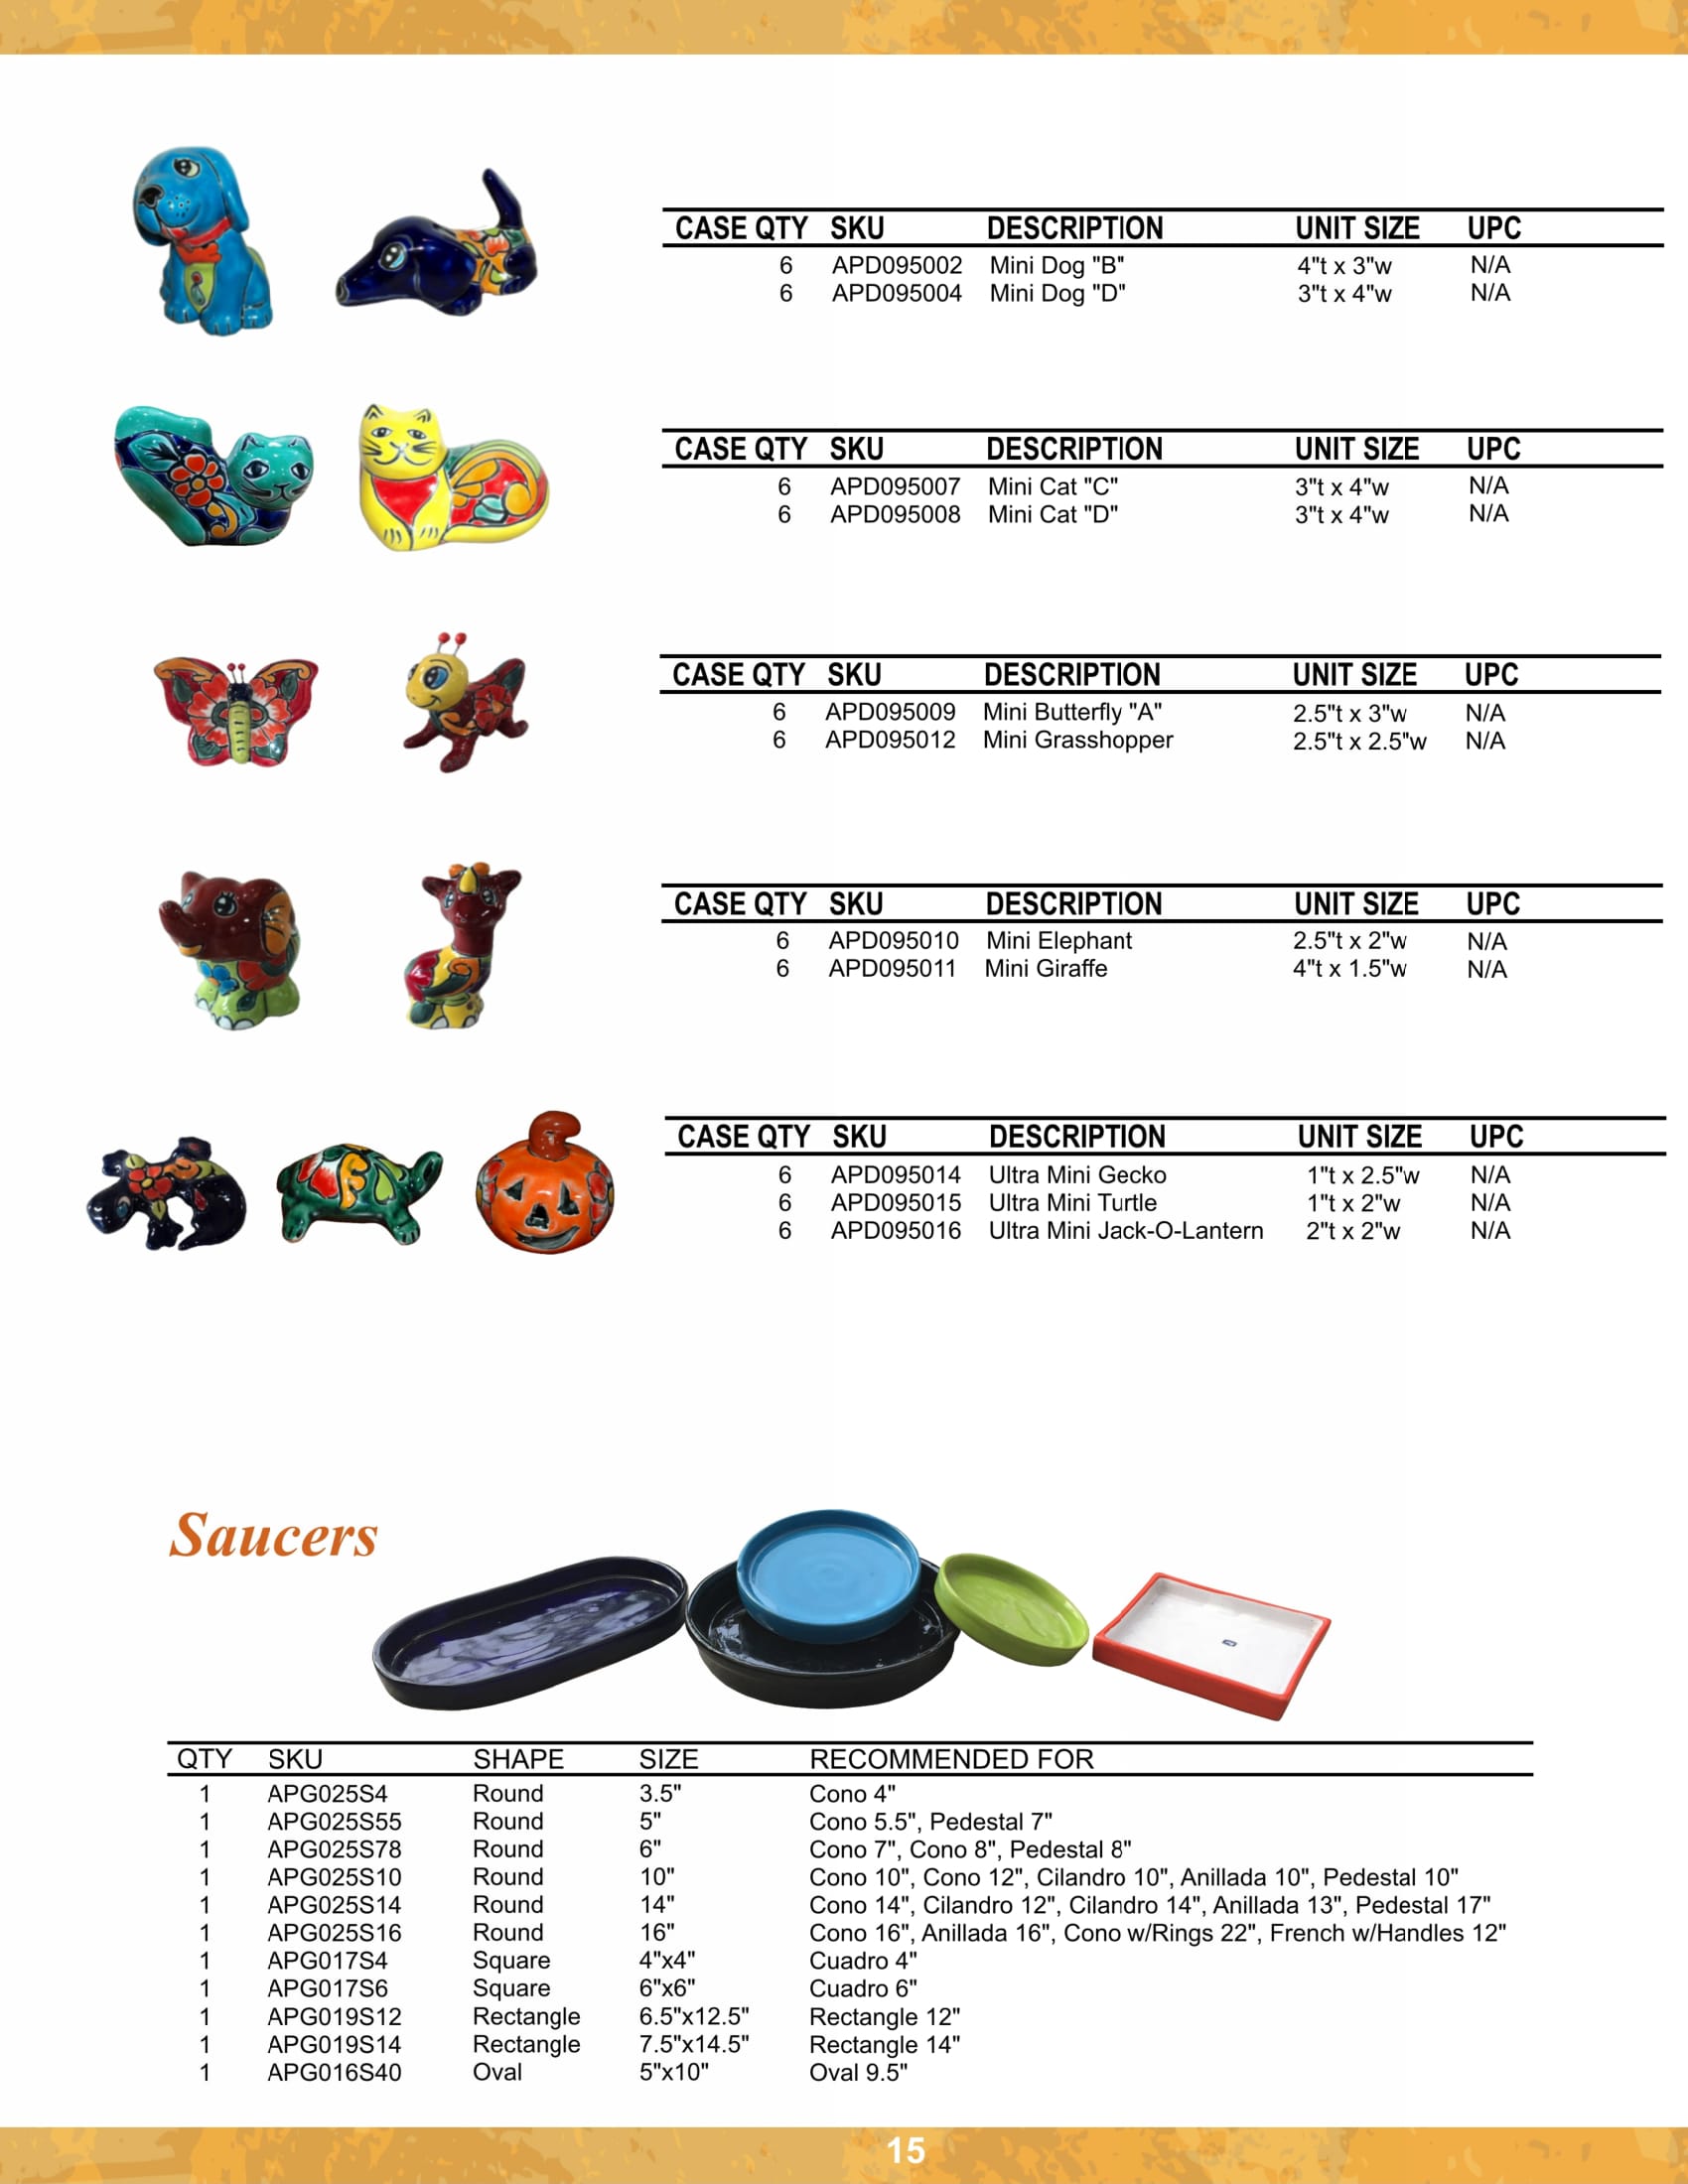 CASE QTY SKU DESCRIPTION UNIT SIZE UPC
6 APD095002 Mini Dog "B" 4"t x 3"w N/A
6 APD095004 Mini Dog "D" 3"t x 4"w N/A
CASE QTY SKU DESCRIPTION UNIT SIZE UPC
6 APD095007 Mini Cat "C" 3"t x 4"w N/A
6 APD095008 Mini Cat "D" 3"t x 4"w N/A
CASE QTY SKU DESCRIPTION UNIT SIZE UPC
6 APD095009 Mini Butterfly "A" 2.5"t x 3"w N/A
6 APD095012 Mini Grasshopper 2.5"t x 2.5"w N/A
CASE QTY SKU DESCRIPTION UNIT SIZE UPC
6 APD095010 Mini Elephant 2.5"t x 2"w N/A
6 APD095011 Mini Giraffe 4"t x 1.5"w N/A
CASE QTY SKU DESCRIPTION UNIT SIZE UPC
6 APD095014 Ultra Mini Gecko 1"t x 2.5"w N/A
6 APD095015 Ultra Mini Turtle 1"t x 2"w N/A
6 APD095016 Ultra Mini Jack-O-Lantern 2"t x 2"w N/A
Saucers
QTY SKU SHAPE SIZE RECOMMENDED FOR
1 APG025S4 Round 3.5" Cono 4"
1 APG025S55 Round 5" Cono 5.5", Pedestal 7"
1 APG025S78 Round 6" Cono 7", Cono 8", Pedestal 8"
1 APG025S10 Round 10" Cono 10", Cono 12", Cilandro 10", Anillada 10", Pedestal 10"
1 APG025S14 Round 14" Cono 14", Cilandro 12", Cilandro 14", Anillada 13", Pedestal 17"
1 APG025S16 Round 16" Cono 16", Anillada 16", Cono w/Rings 22", French w/Handles 12"
1 APG017S4 Square 4"x4" Cuadro 4"
1 APG017S6 Square 6"x6" Cuadro 6"
1 APG019S12 Rectangle 6.5"x12.5" Rectangle 12"
1 APG019S14 Rectangle 7.5"x14.5" Rectangle 14"
1 APG016S40 Oval 5"x10" Oval 9.5"
15